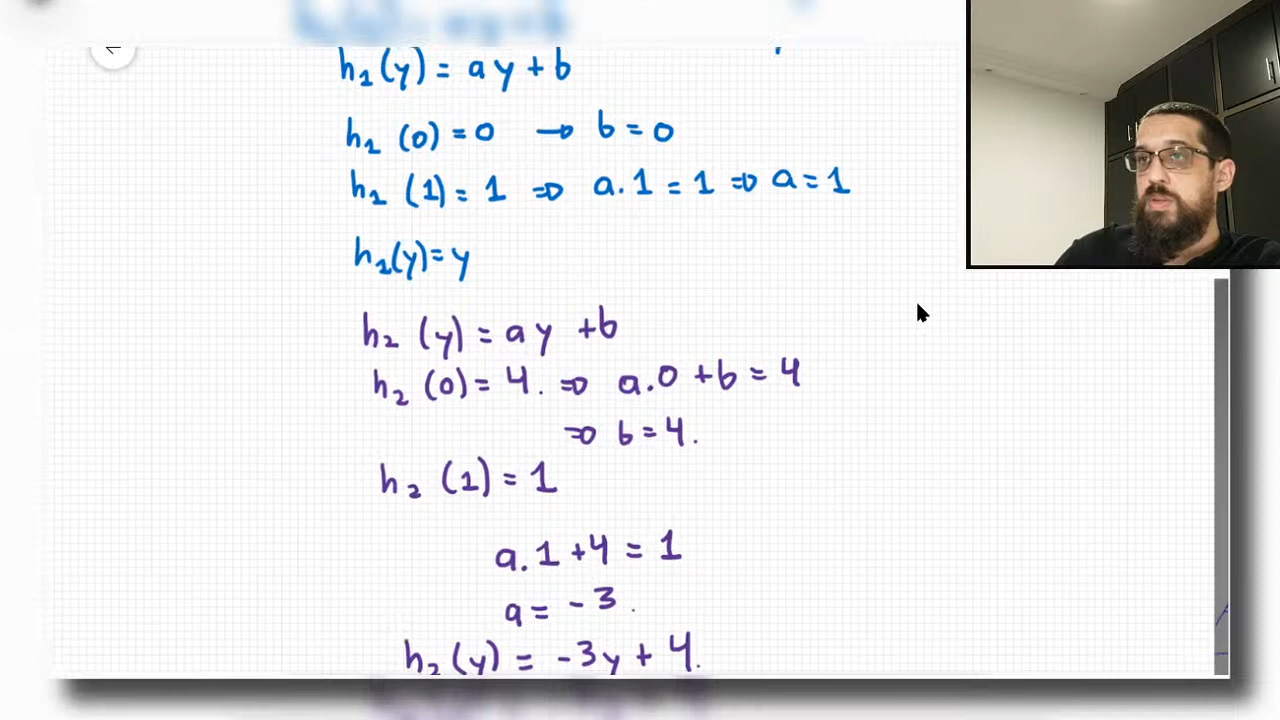 h₁(y) = ay + b
h₁(0) = 0 → b = 0
h₁(1) = 1 ⇒ a.1 = 1 ⇒ a = 1
h₁(y) = y
h₂(y) = ay + b
h₂(0) = 4. ⇒ a.0 + b = 4
⇒ b = 4.
h₂(1) = 1
a.1 + 4 = 1
a = -3.
h₂(y) = -3y + 4.